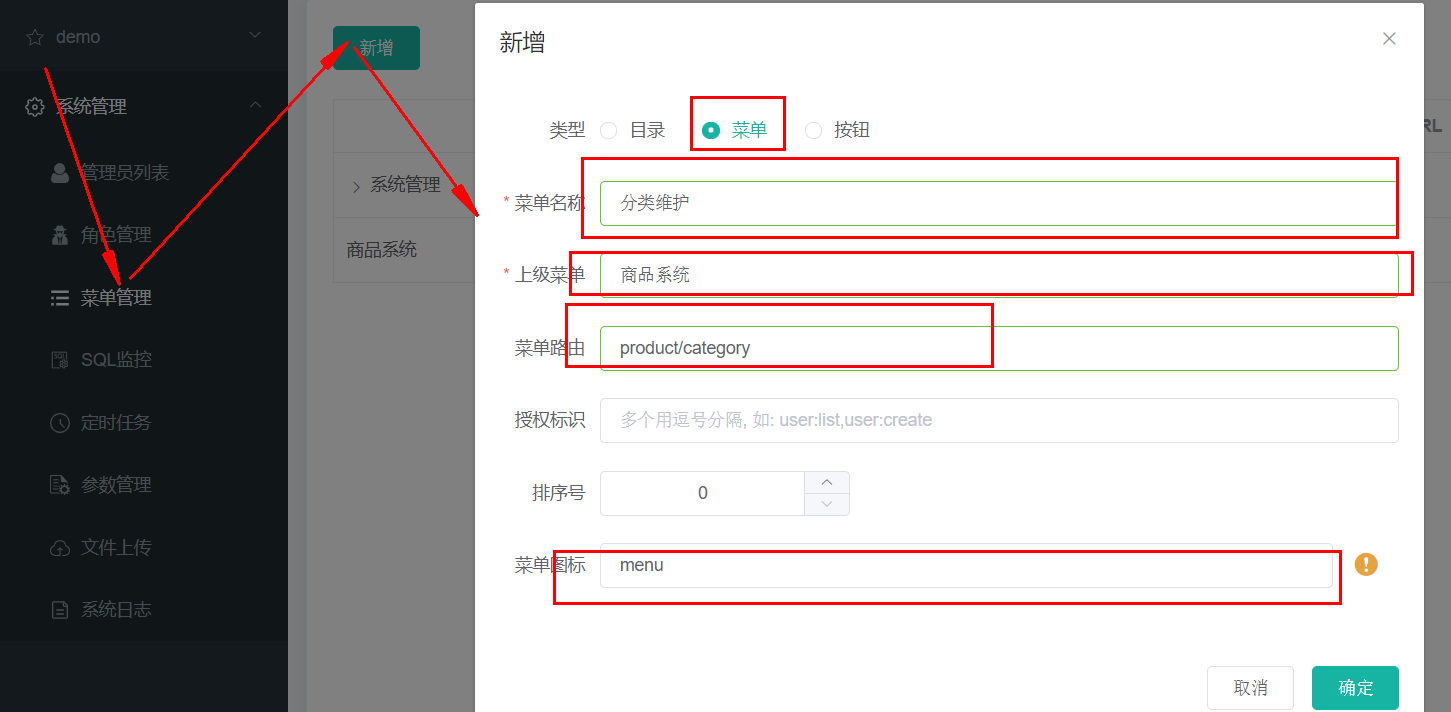 demo
系统管理
管理员列表
角色管理
菜单管理
SQL监控
定时任务
参数管理
文件上传
系统日志
新增
系统管理
商品系统
RL
新增
类型 目录 菜单 按钮
* 菜单名称 分类维护
* 上级菜单 商品系统
菜单路由 product/category
授权标识 多个用逗号分隔, 如: user:list,user:create
排序号 0
菜单图标 menu
取消 确定